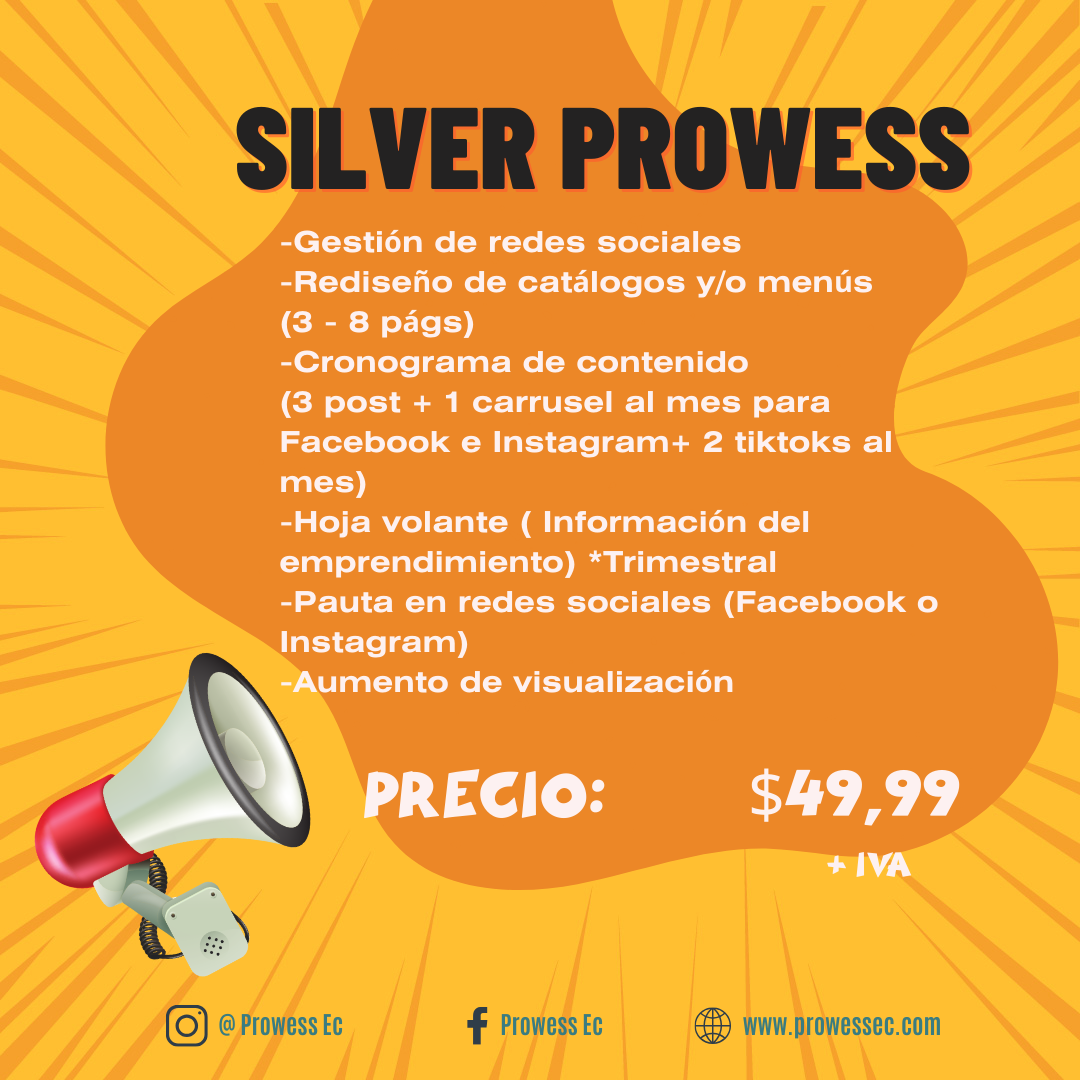 SILVER PROWESS
-Gestión de redes sociales
-Rediseño de catálogos y/o menús
(3 - 8 págs)
-Cronograma de contenido
(3 post + 1 carrusel al mes para
Facebook e Instagram+ 2 tiktoks al
mes)
-Hoja volante ( Información del
emprendimiento) *Trimestral
-Pauta en redes sociales (Facebook o
Instagram)
-Aumento de visualización
PRECIO: $49,99
+ IVA
@ Prowess Ec Prowess Ec www.prowessec.com